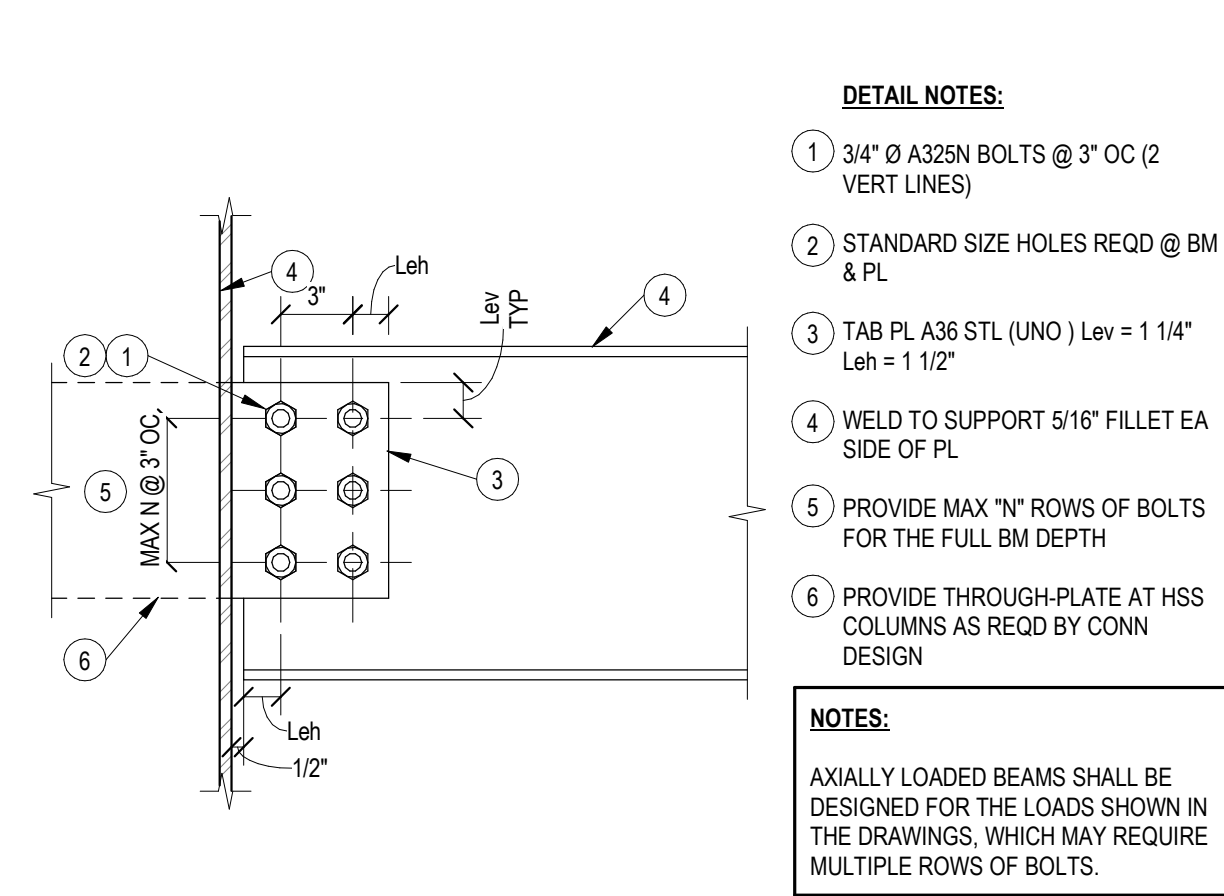 4
3"
Leh
Lev
TYP
4
2
1
MAX N @ 3" OC,
5
3
6
Leh
1/2"
DETAIL NOTES:
1 3/4" Ø A325N BOLTS @ 3" OC (2
VERT LINES)
2 STANDARD SIZE HOLES REQD @ BM
& PL
3 TAB PL A36 STL (UNO ) Lev = 1 1/4"
Leh = 1 1/2"
4 WELD TO SUPPORT 5/16" FILLET EA
SIDE OF PL
5 PROVIDE MAX "N" ROWS OF BOLTS
FOR THE FULL BM DEPTH
6 PROVIDE THROUGH-PLATE AT HSS
COLUMNS AS REQD BY CONN
DESIGN
NOTES:
AXIALLY LOADED BEAMS SHALL BE
DESIGNED FOR THE LOADS SHOWN IN
THE DRAWINGS, WHICH MAY REQUIRE
MULTIPLE ROWS OF BOLTS.